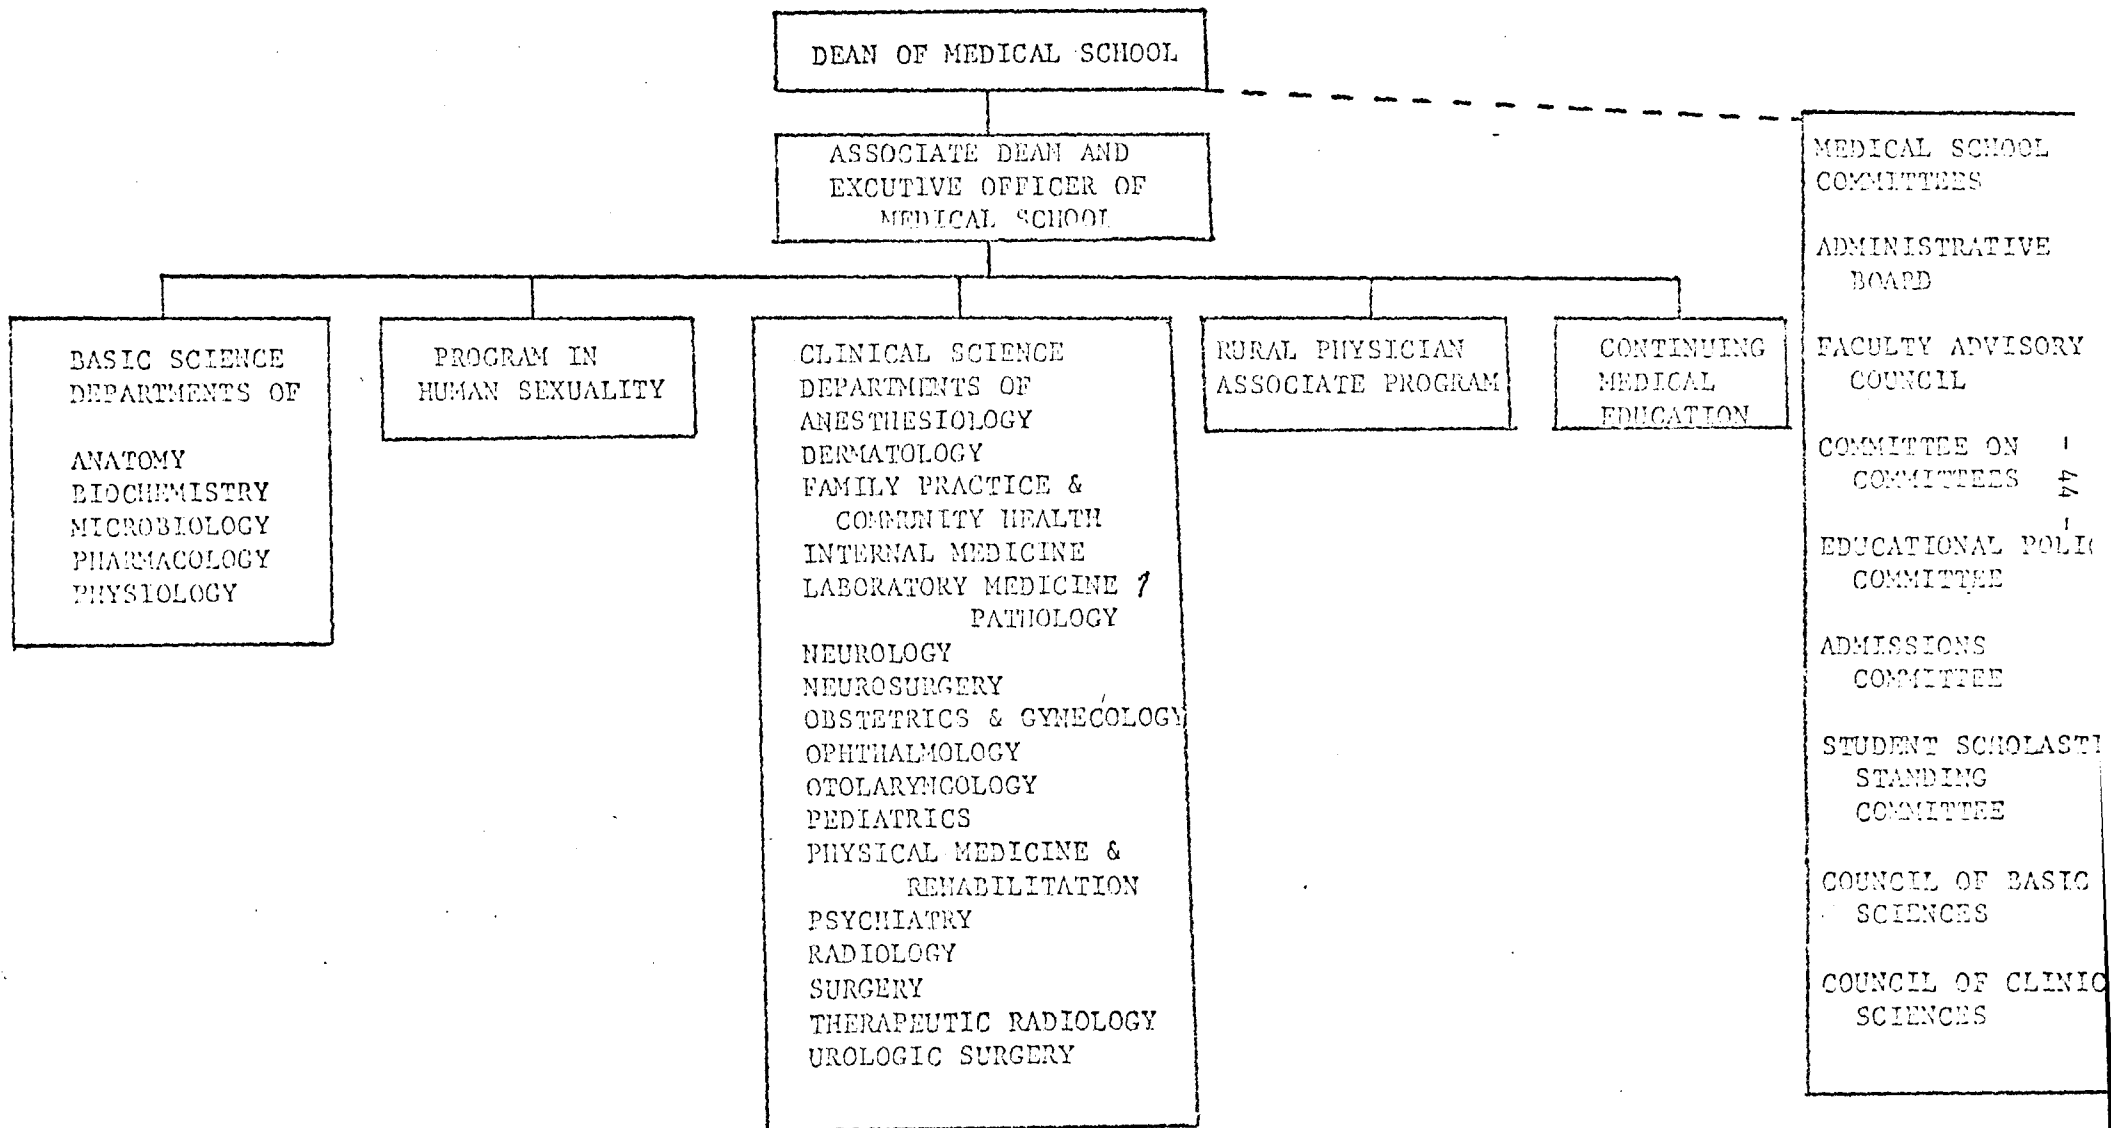 DEAN OF MEDICAL SCHOOL
ASSOCIATE DEAN AND
EXCUTIVE OFFICER OF
MEDICAL SCHOOL
BASIC SCIENCE
DEPARTMENTS OF
ANATOMY
BIOCHEMISTRY
MICROBIOLOGY
PHARMACOLOGY
PHYSIOLOGY
PROGRAM IN
HUMAN SEXUALITY
CLINICAL SCIENCE
DEPARTMENTS OF
ANESTHESIOLOGY
DERMATOLOGY
FAMILY PRACTICE &
COMMUNITY HEALTH
INTERNAL MEDICINE
LABORATORY MEDICINE
PATHOLOGY
NEUROLOGY
NEUROSURGERY
OBSTETRICS & GYNECOLOGY
OPHTHALMOLOGY
OTOLARYNCOLOGY
PEDIATRICS
PHYSICAL MEDICINE &
REHABILITATION
PSYCHIATRY
RADIOLOGY
SURGERY
THERAPEUTIC RADIOLOGY
UROLOGIC SURGERY
RURAL PHYSICIAN
ASSOCIATE PROGRAM
CONTINUING
MEDICAL
EDUCATION
MEDICAL SCHOOL
COMMITTEES
ADMINISTRATIVE
BOARD
FACULTY ADVISORY
COUNCIL
COMMITTEE ON
COMMITTEES
EDUCATIONAL POLI
COMMITTEE
ADMISSIONS
COMMITTEE
STUDENT SCHOLAST
STANDING
COMMITTEE
COUNCIL OF BASIC
SCIENCES
COUNCIL OF CLINIC
SCIENCES
- 44 -